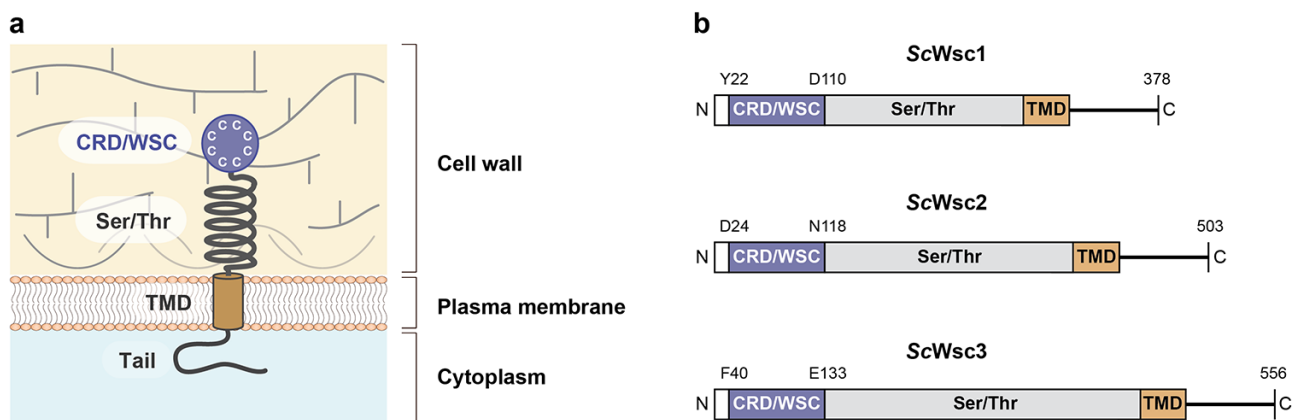 a
CRD/WSC
C C C C C C C C
Ser/Thr
TMD
Tail
Cell wall
Plasma membrane
Cytoplasm
b
ScWsc1
Y22 D110 378
N CRD/WSC Ser/Thr TMD C
ScWsc2
D24 N118 503
N CRD/WSC Ser/Thr TMD C
ScWsc3
F40 E133 556
N CRD/WSC Ser/Thr TMD C